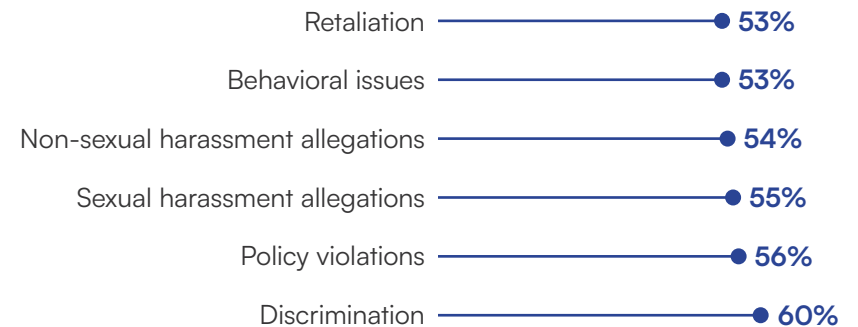 Retaliation 53%
Behavioral issues 53%
Non-sexual harassment allegations 54%
Sexual harassment allegations 55%
Policy violations 56%
Discrimination 60%